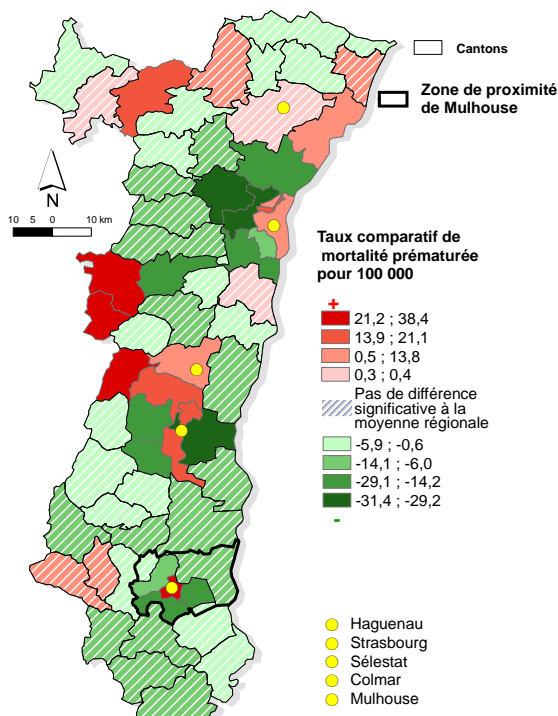 Cantons
Zone de proximité
de Mulhouse
N
10 5 0 10 km
Taux comparatif de
mortalité prématurée
pour 100 000
+
21,2 ; 38,4
13,9 ; 21,1
0,5 ; 13,8
0,3 ; 0,4
Pas de différence
significative à la
moyenne régionale
-5,9 ; -0,6
-14,1 ; -6,0
-29,1 ; -14,2
-31,4 ; -29,2
-
Haguenau
Strasbourg
Sélestat
Colmar
Mulhouse